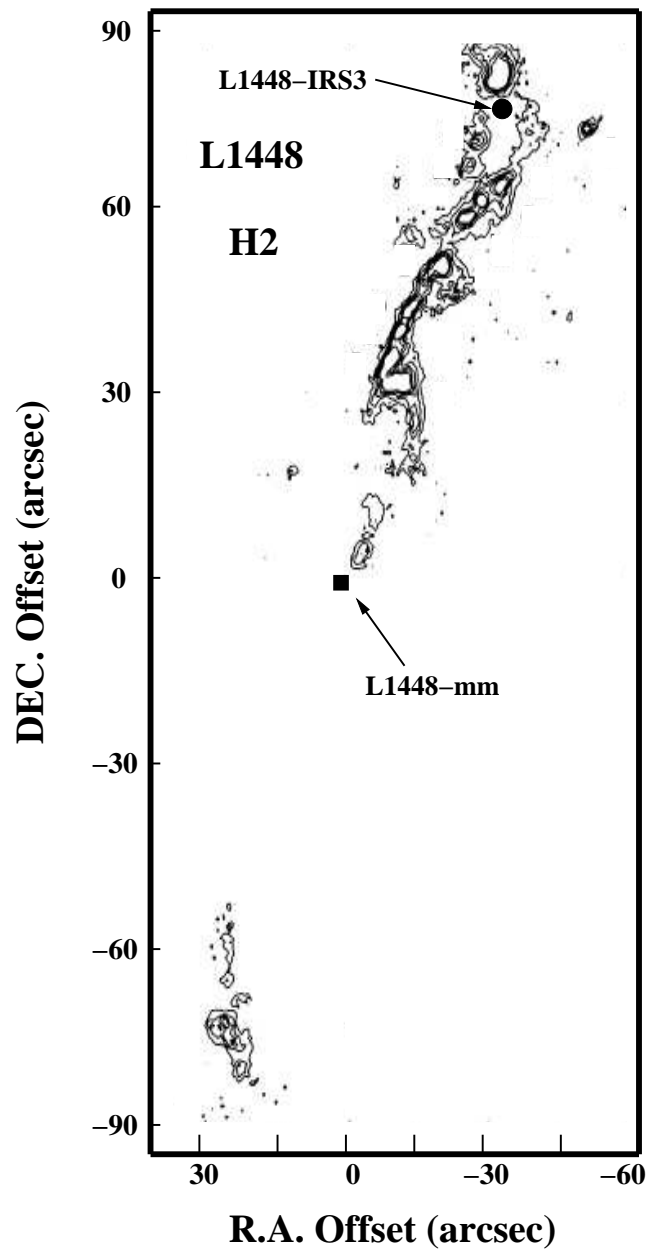 90
L1448–IRS3
L1448
60
H2
30
DEC. Offset (arcsec)
0
L1448–mm
–30
–60
–90
30 0 –30 –60
R.A. Offset (arcsec)